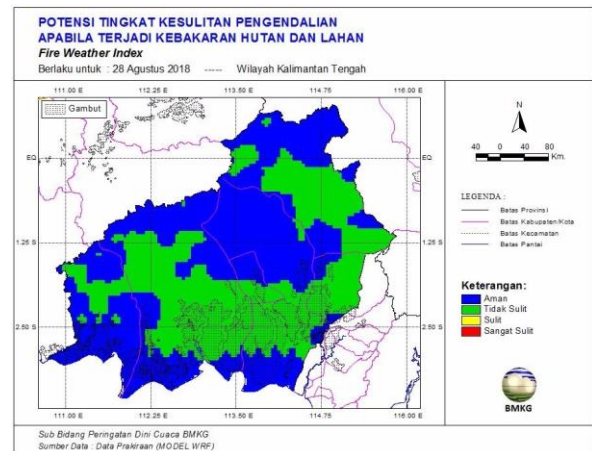 POTENSI TINGKAT KESULITAN PENGENDALIAN
APABILA TERJADI KEBAKARAN HUTAN DAN LAHAN
Fire Weather Index
Berlaku untuk : 28 Agustus 2018 ----- Wilayah Kalimantan Tengah
111.00 E 112.25 E 113.50 E 114.75 E 116.00 E
Gambut
EQ EQ
1.25 S 1.25 S
2.50 S 2.50 S
111.00 E 112.25 E 113.50 E 114.75 E 116.00 E
N
40 0 40 80
Km.
LEGENDA :
Batas Provinsi
Batas Kabupaten/Kota
Batas Kecamatan
Batas Pantai
Keterangan:
Aman
Tidak Sulit
Sulit
Sangat Sulit
BMKG
Sub Bidang Peringatan Dini Cuaca BMKG
Sumber Data : Data Prakiraan (MODEL WRF)